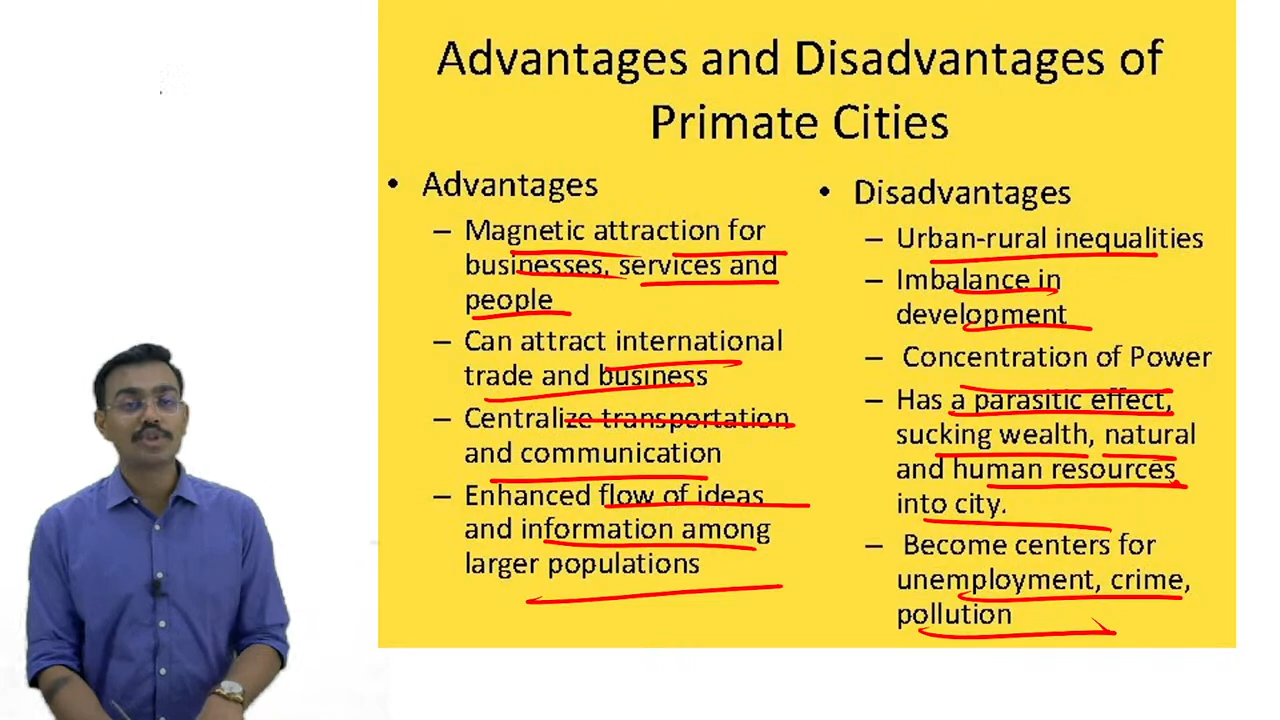 Advantages and Disadvantages of
Primate Cities
• Advantages
– Magnetic attraction for
businesses, services and
people
– Can attract international
trade and business
– Centralize transportation
and communication
– Enhanced flow of ideas
and information among
larger populations
• Disadvantages
– Urban-rural inequalities
– Imbalance in
development
– Concentration of Power
– Has a parasitic effect,
sucking wealth, natural
and human resources
into city.
– Become centers for
unemployment, crime,
pollution